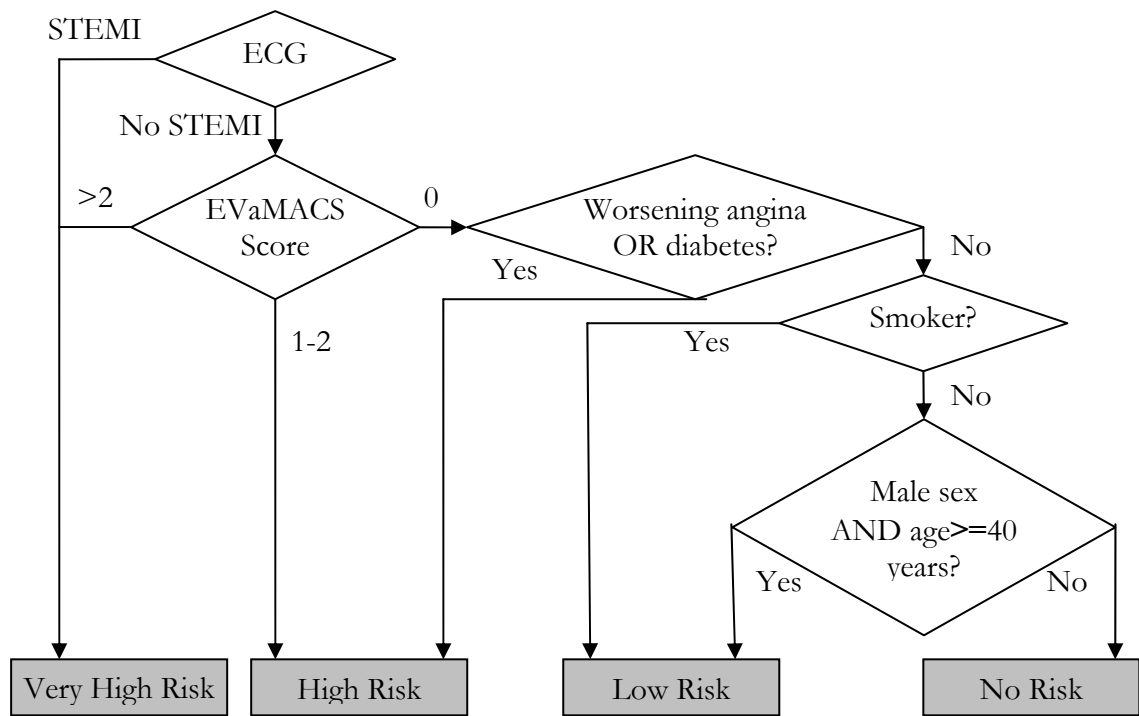 STEMI
ECG
No STEMI
>2
EVaMACS
Score
0
Worsening angina
OR diabetes?
Yes
No
1-2
Smoker?
Yes
No
Male sex
AND age>=40
years?
Yes
No
Very High Risk
High Risk
Low Risk
No Risk